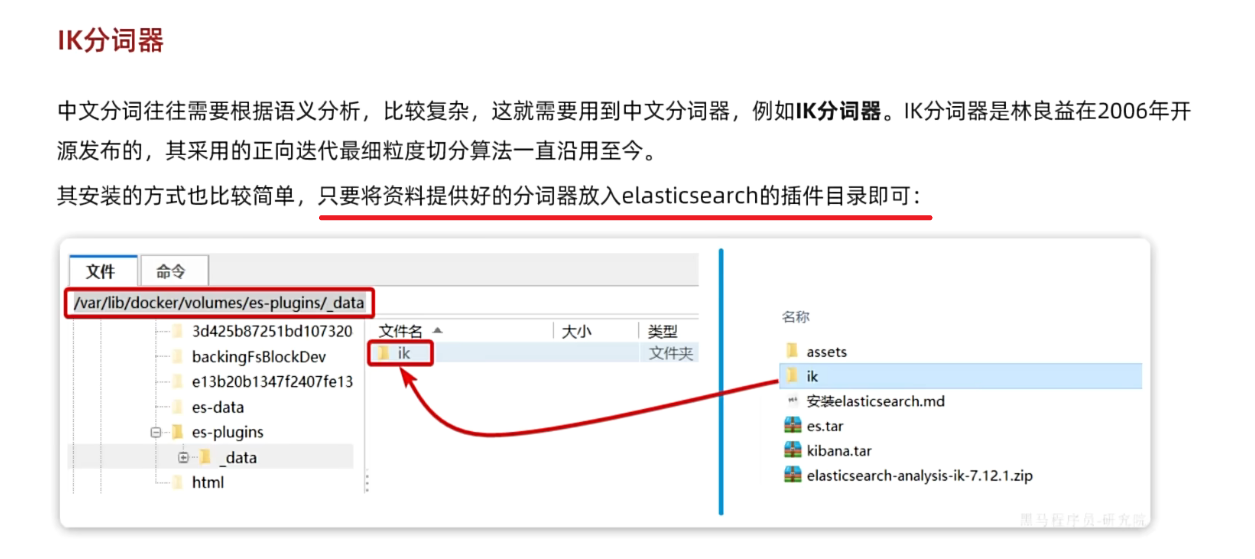 IK分词器
中文分词往往需要根据语义分析，比较复杂，这就需要用到中文分词器，例如IK分词器。IK分词器是林良益在2006年开
源发布的，其采用的正向迭代最细粒度切分算法一直沿用至今。
其安装的方式也比较简单，只要将资料提供好的分词器放入elasticsearch的插件目录即可：
文件 命令
/var/lib/docker/volumes/es-plugins/_data
3d425b87251bd107320
backingFsBlockDev
e13b20b1347f2407fe13
es-data
es-plugins
_data
html
文件名 大小 类型
ik 文件夹
名称
assets
ik
安装elasticsearch.md
es.tar
kibana.tar
elasticsearch-analysis-ik-7.12.1.zip
黑马程序员-研究院